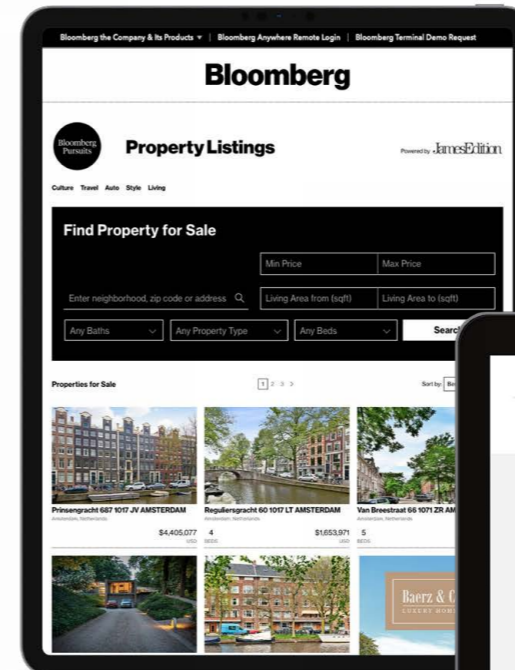 Bloomberg the Company & Its Products ▾ | Bloomberg Anywhere Remote Login | Bloomberg Terminal Demo Request
Bloomberg
Bloomberg
Pursuits
Property Listings
Powered by JamesEdition
Culture Travel Auto Style Living
Find Property for Sale
Min Price Max Price
Enter neighborhood, zip code or address Living Area from (sqft) Living Area to (sqft)
Any Baths Any Property Type Any Beds Search
Properties for Sale 1 2 3 > Sort by:
Prinsengracht 687 1017 JV AMSTERDAM Reguliersgracht 60 1017 LT AMSTERDAM Van Breestraat 66 1071 ZR AM
Amsterdam, Netherlands Amsterdam, Netherlands Amsterdam, Netherlands
$4,405,077 4 $1,653,971 5
USD BEDS USD BEDS
Baerz & C
LUXURY HOM